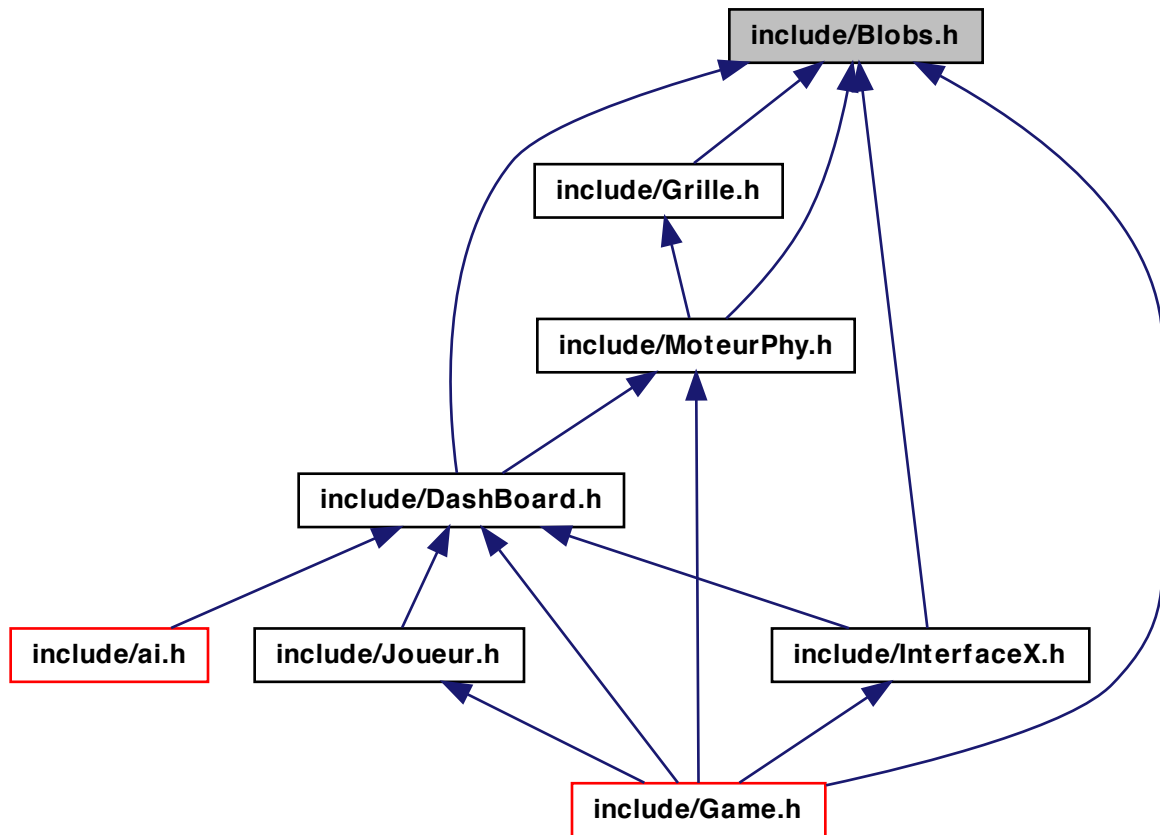 include/Blobs.h
include/Grille.h
include/MoteurPhy.h
include/DashBoard.h
include/ai.h
include/Joueur.h
include/InterfaceX.h
include/Game.h